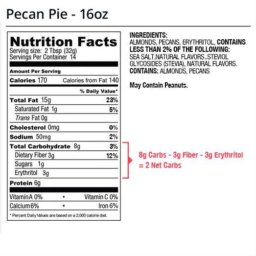 Pecan Pie - 16oz
Nutrition Facts
Serving size: 2 Tbsp (32g)
Servings Per Container 14
Amount Per Serving
Calories 170 Calories from Fat 140
% Daily Value*
Total Fat 15g 23%
Saturated Fat 1g 6%
Trans Fat 0g
Cholesterol 0mg 0%
Sodium 50mg 2%
Total Carbohydrate 8g 3%
Dietary Fiber 3g 12%
Sugars 1g
Erythritol 3g
Protein 6g
Vitamin A 0% • Vitamin C 0%
Calcium 6% • Iron 6%
* Percent Daily Values are based on a 2,000 calorie diet.
INGREDIENTS:
ALMONDS, PECANS, ERYTHRITOL, CONTAINS
LESS THAN 2% OF THE FOLLOWING:
SEA SALT, NATURAL FLAVORS, STEVIOL
GLYCOSIDES (STEVIA), NATURAL FLAVORS.
CONTAINS: ALMONDS, PECANS
May Contain Peanuts.
8g Carbs - 3g Fiber - 3g Erythritol
= 2 Net Carbs